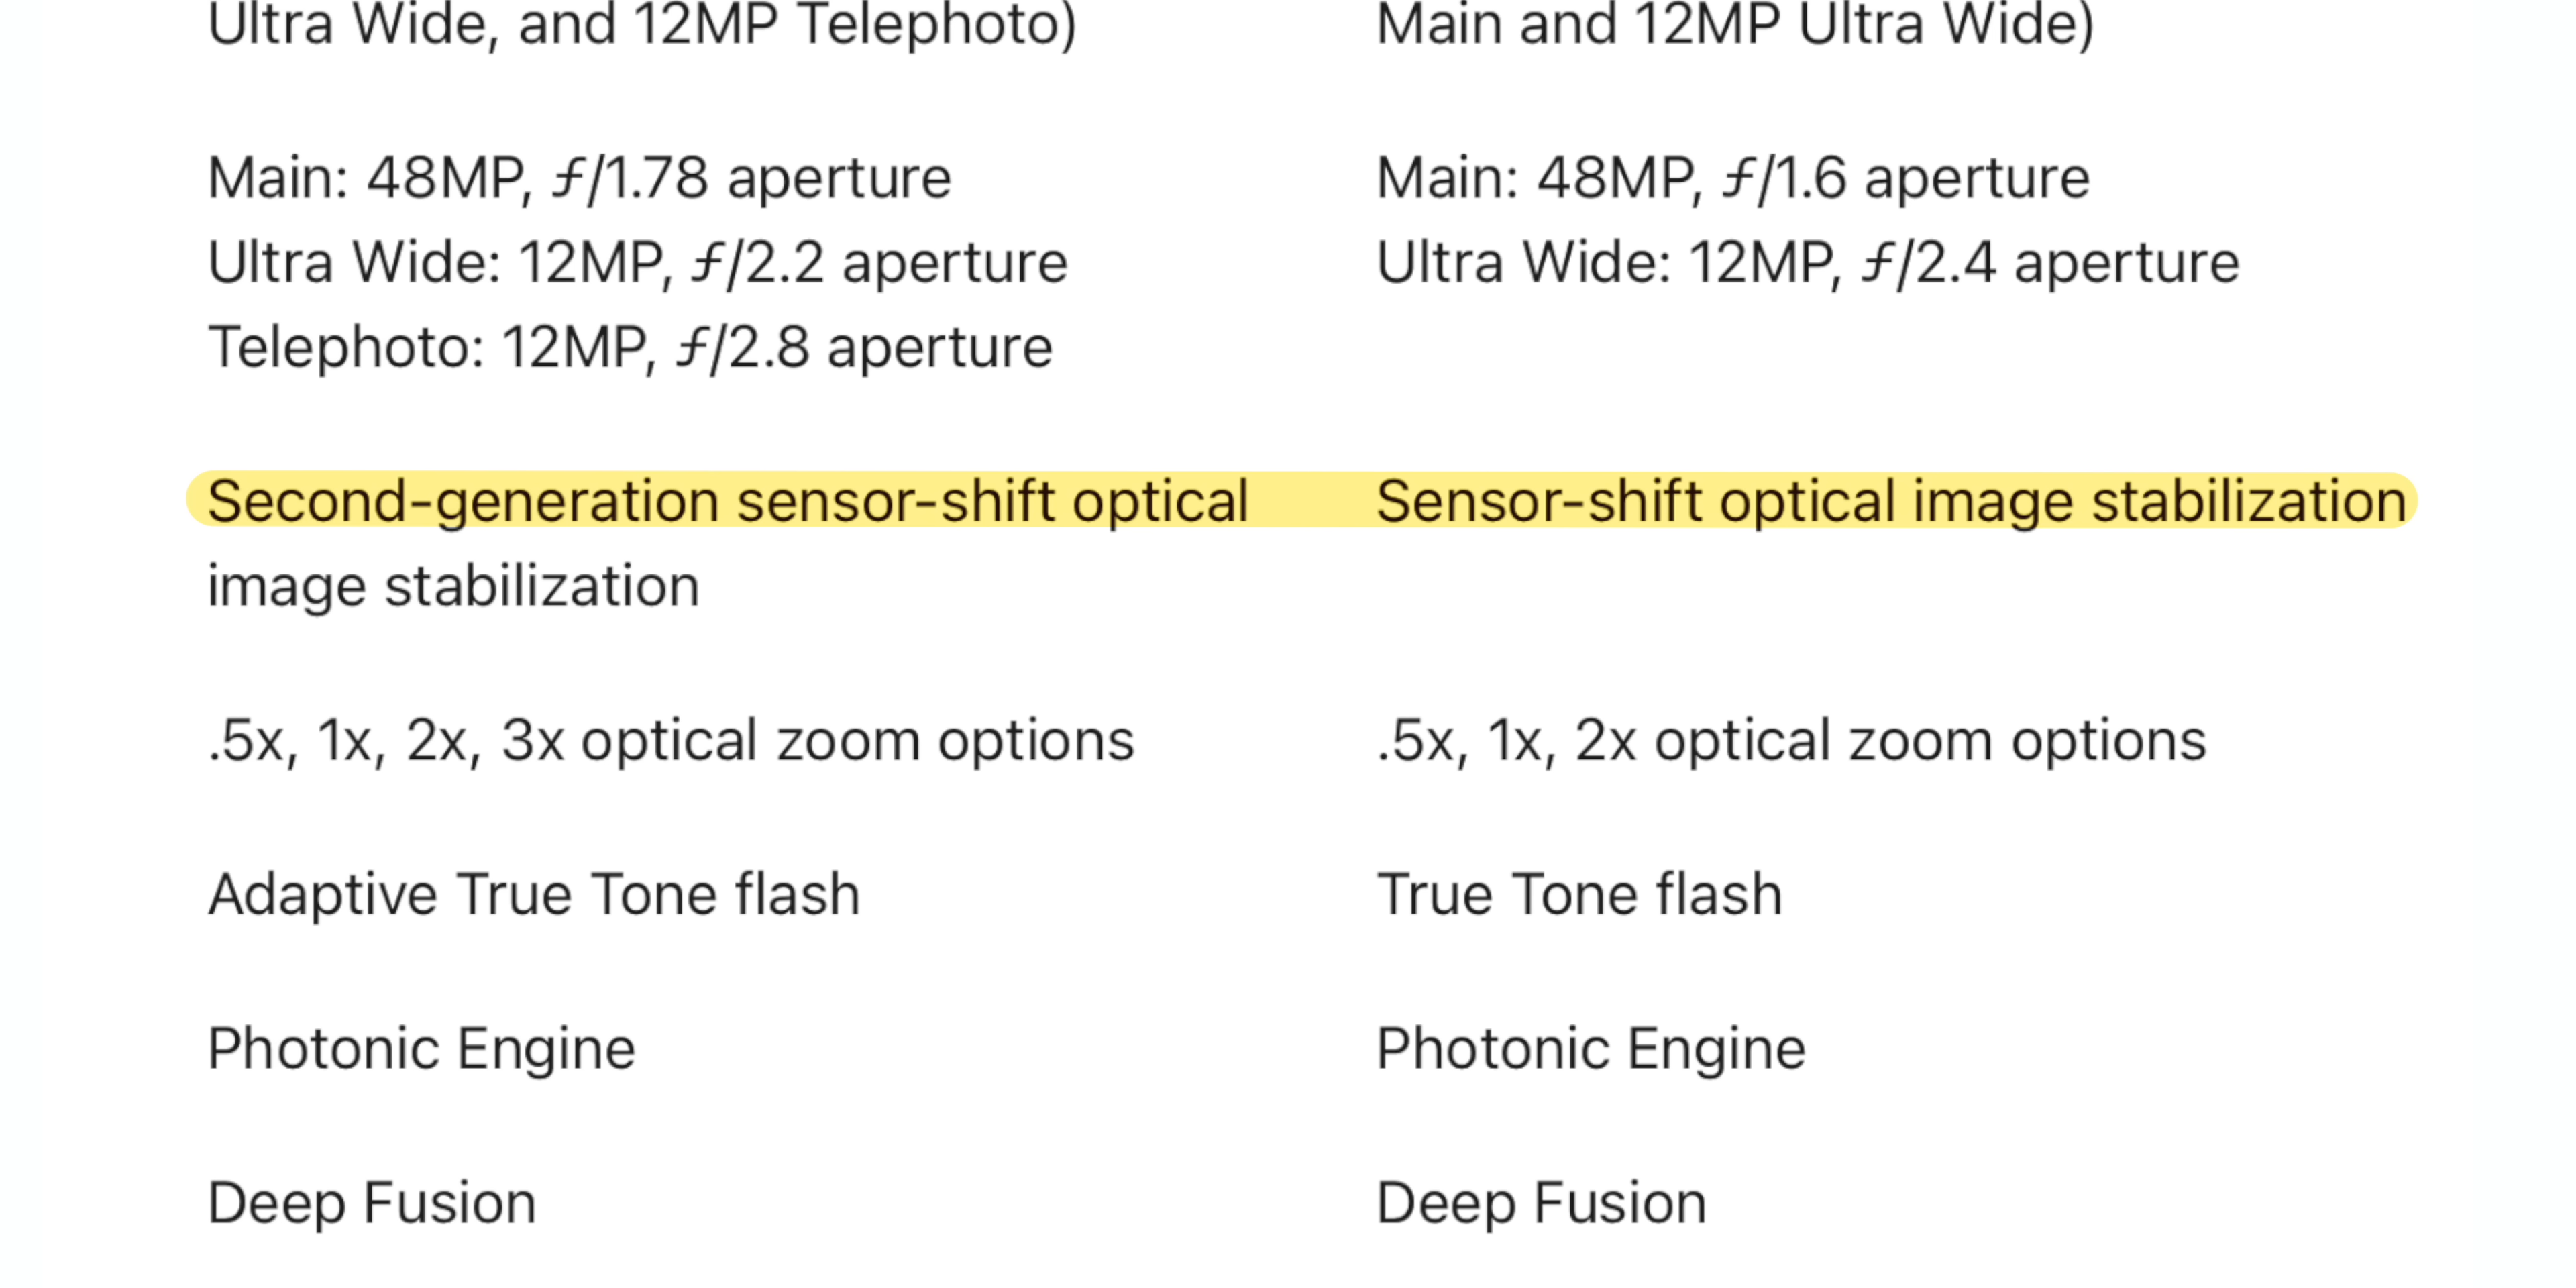 Ultra Wide, and 12MP Telephoto)
Main: 48MP, ƒ/1.78 aperture
Ultra Wide: 12MP, ƒ/2.2 aperture
Telephoto: 12MP, ƒ/2.8 aperture
Second-generation sensor-shift optical
image stabilization
.5x, 1x, 2x, 3x optical zoom options
Adaptive True Tone flash
Photonic Engine
Deep Fusion
Main and 12MP Ultra Wide)
Main: 48MP, ƒ/1.6 aperture
Ultra Wide: 12MP, ƒ/2.4 aperture
Sensor-shift optical image stabilization
.5x, 1x, 2x optical zoom options
True Tone flash
Photonic Engine
Deep Fusion